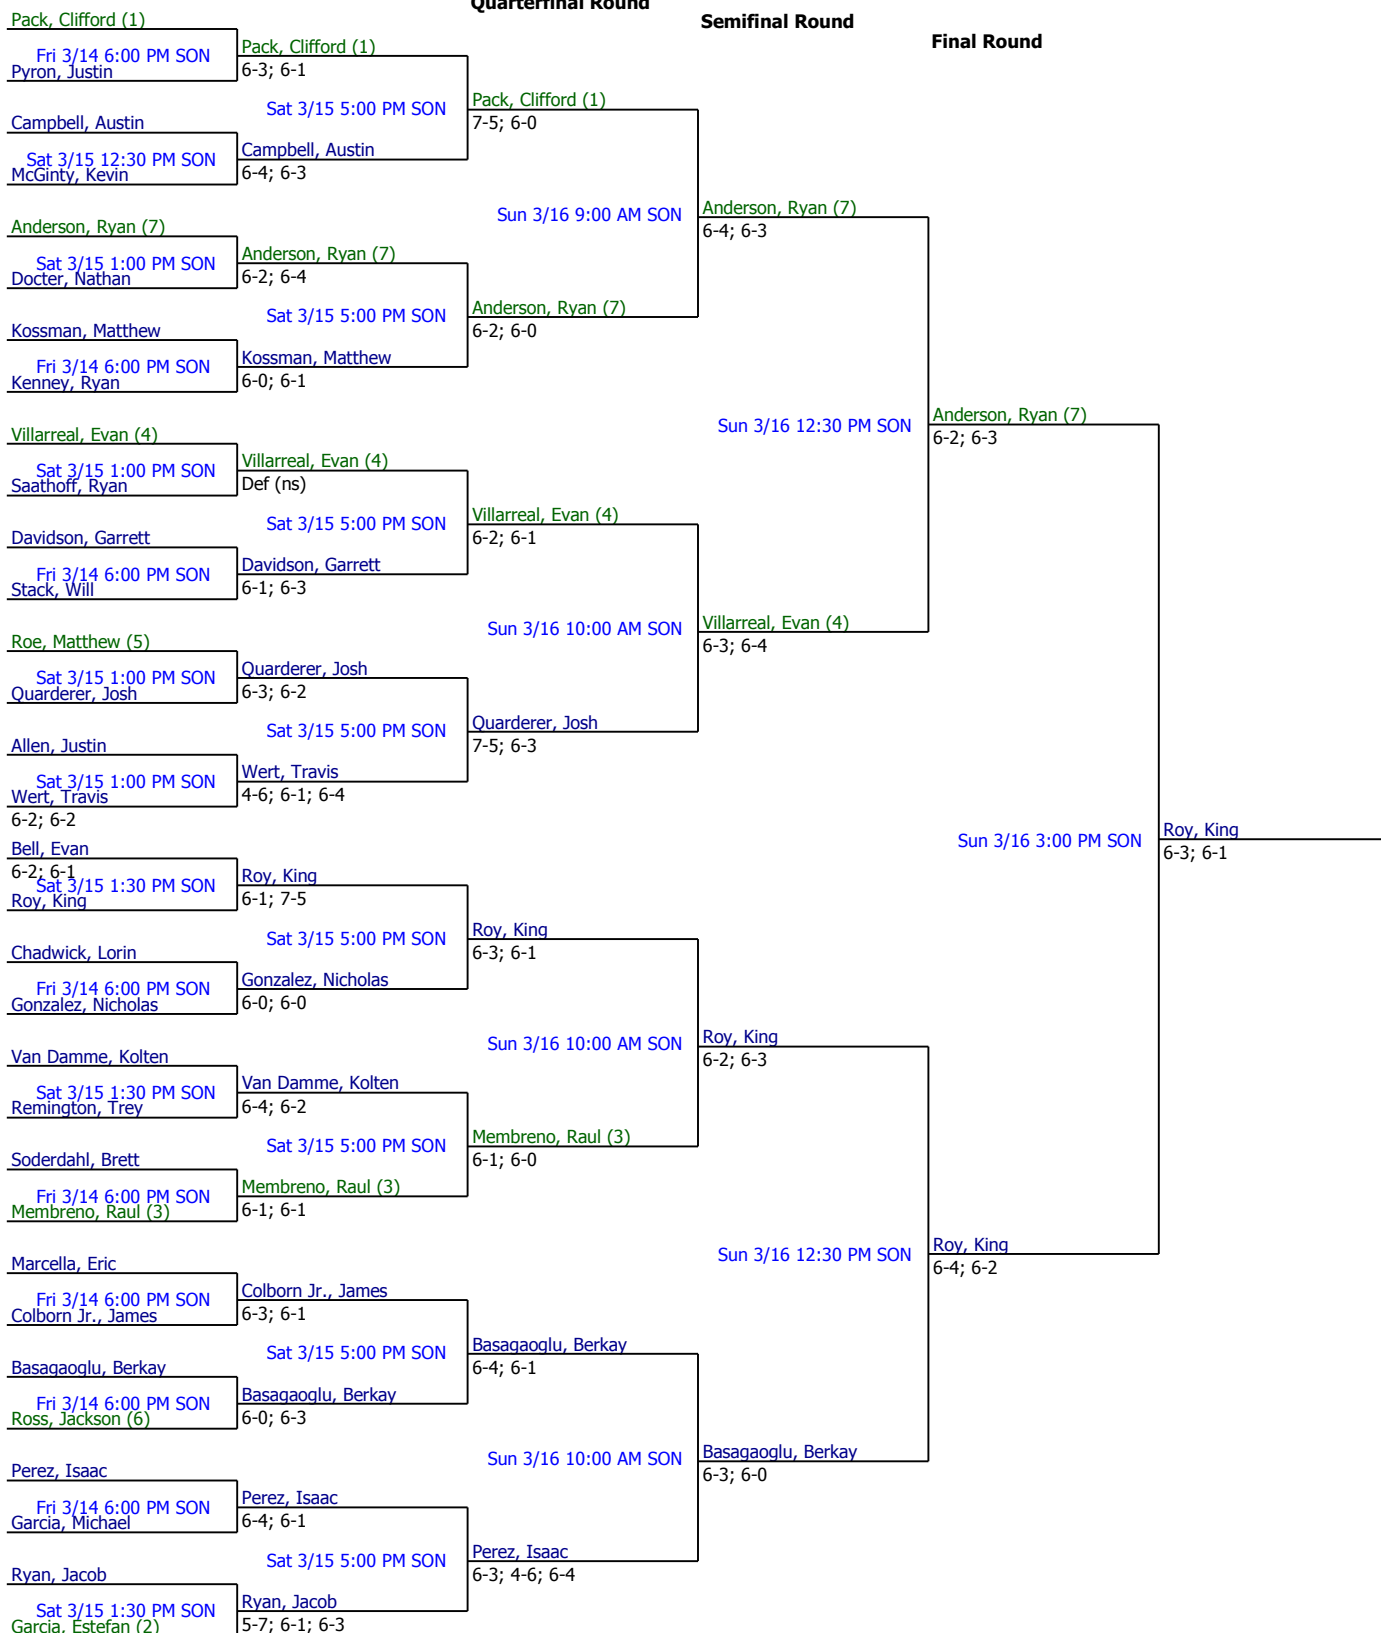 Quarterfinal Round
Semifinal Round
Final Round
Pack, Clifford (1)
Fri 3/14 6:00 PM SON
Pyron, Justin
Pack, Clifford (1)
6-3; 6-1
Sat 3/15 5:00 PM SON
Pack, Clifford (1)
7-5; 6-0
Campbell, Austin
Sat 3/15 12:30 PM SON
McGinty, Kevin
Campbell, Austin
6-4; 6-3
Sun 3/16 9:00 AM SON
Anderson, Ryan (7)
6-4; 6-3
Anderson, Ryan (7)
Sat 3/15 1:00 PM SON
Docter, Nathan
Anderson, Ryan (7)
6-2; 6-4
Sat 3/15 5:00 PM SON
Anderson, Ryan (7)
6-2; 6-0
Kossman, Matthew
Fri 3/14 6:00 PM SON
Kenney, Ryan
Kossman, Matthew
6-0; 6-1
Sun 3/16 12:30 PM SON
Anderson, Ryan (7)
6-2; 6-3
Villarreal, Evan (4)
Sat 3/15 1:00 PM SON
Saathoff, Ryan
Villarreal, Evan (4)
Def (ns)
Sat 3/15 5:00 PM SON
Villarreal, Evan (4)
6-2; 6-1
Davidson, Garrett
Fri 3/14 6:00 PM SON
Stack, Will
Davidson, Garrett
6-1; 6-3
Sun 3/16 10:00 AM SON
Villarreal, Evan (4)
6-3; 6-4
Roe, Matthew (5)
Sat 3/15 1:00 PM SON
Quarderer, Josh
Quarderer, Josh
6-3; 6-2
Sat 3/15 5:00 PM SON
Quarderer, Josh
7-5; 6-3
Allen, Justin
Sat 3/15 1:00 PM SON
Wert, Travis
6-2; 6-2
Wert, Travis
4-6; 6-1; 6-4
Sun 3/16 3:00 PM SON
Roy, King
6-3; 6-1
Bell, Evan
6-2; 6-1
Sat 3/15 1:30 PM SON
Roy, King
Roy, King
6-1; 7-5
Sat 3/15 5:00 PM SON
Roy, King
6-3; 6-1
Chadwick, Lorin
Fri 3/14 6:00 PM SON
Gonzalez, Nicholas
Gonzalez, Nicholas
6-0; 6-0
Sun 3/16 10:00 AM SON
Roy, King
6-2; 6-3
Van Damme, Kolten
Sat 3/15 1:30 PM SON
Remington, Trey
Van Damme, Kolten
6-4; 6-2
Sat 3/15 5:00 PM SON
Membreno, Raul (3)
6-1; 6-0
Soderdahl, Brett
Fri 3/14 6:00 PM SON
Membreno, Raul (3)
Membreno, Raul (3)
6-1; 6-1
Sun 3/16 12:30 PM SON
Roy, King
6-4; 6-2
Marcella, Eric
Fri 3/14 6:00 PM SON
Colborn Jr., James
Colborn Jr., James
6-3; 6-1
Sat 3/15 5:00 PM SON
Basagaoglu, Berkay
6-4; 6-1
Basagaoglu, Berkay
Fri 3/14 6:00 PM SON
Ross, Jackson (6)
Basagaoglu, Berkay
6-0; 6-3
Sun 3/16 10:00 AM SON
Basagaoglu, Berkay
6-3; 6-0
Perez, Isaac
Fri 3/14 6:00 PM SON
Garcia, Michael
Perez, Isaac
6-4; 6-1
Sat 3/15 5:00 PM SON
Perez, Isaac
6-3; 4-6; 6-4
Ryan, Jacob
Sat 3/15 1:30 PM SON
Garcia, Estefan (2)
Ryan, Jacob
5-7; 6-1; 6-3